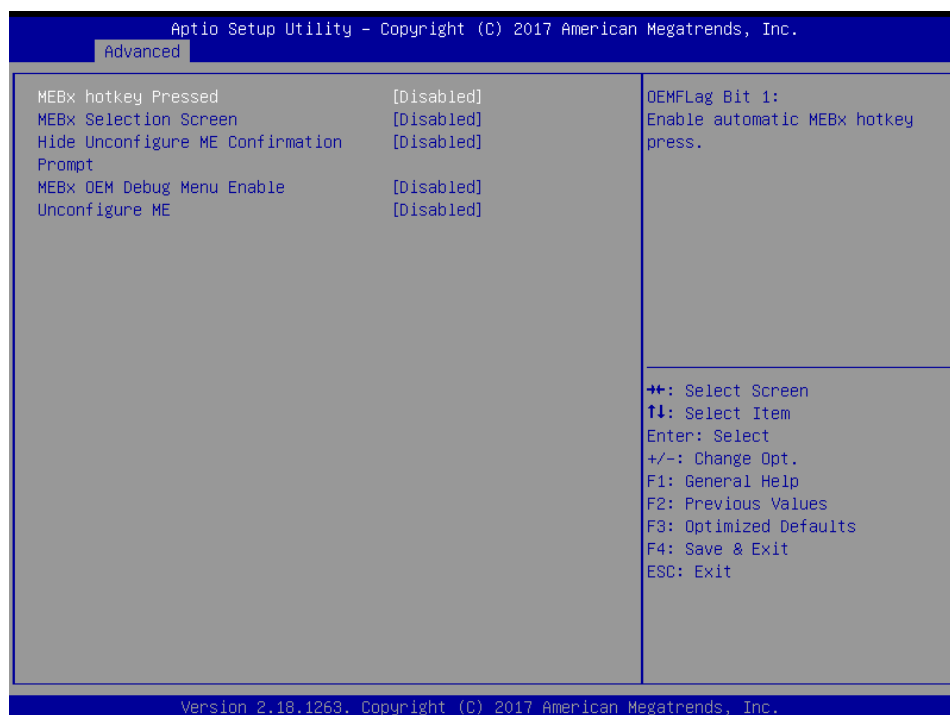 Aptio Setup Utility – Copyright (C) 2017 American Megatrends, Inc.
Advanced
MEBx hotkey Pressed [Disabled]
MEBx Selection Screen [Disabled]
Hide Unconfigure ME Confirmation [Disabled]
Prompt
MEBx OEM Debug Menu Enable [Disabled]
Unconfigure ME [Disabled]
OEMFLag Bit 1:
Enable automatic MEBx hotkey
press.
→←: Select Screen
↑↓: Select Item
Enter: Select
+/-: Change Opt.
F1: General Help
F2: Previous Values
F3: Optimized Defaults
F4: Save & Exit
ESC: Exit
Version 2.18.1263. Copyright (C) 2017 American Megatrends, Inc.